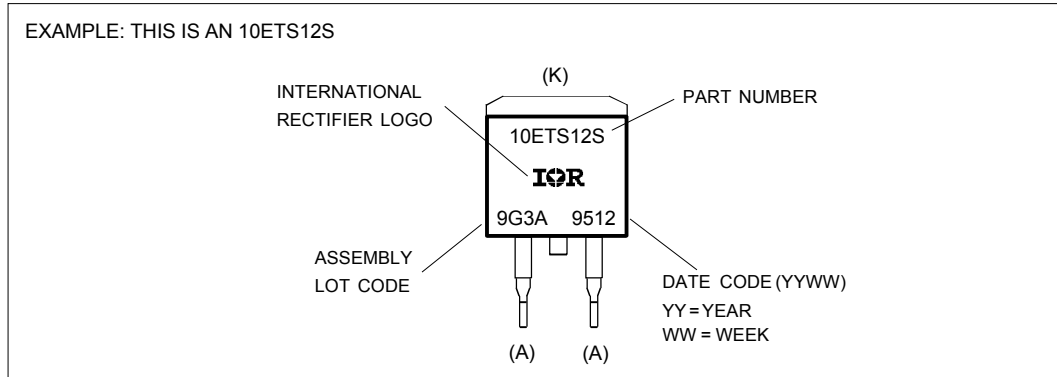 EXAMPLE: THIS IS AN 10ETS12S
(K)
INTERNATIONAL
RECTIFIER LOGO
PART NUMBER
10ETS12S
IOR
9G3A 9512
ASSEMBLY
LOT CODE
DATE CODE (YYWW)
YY = YEAR
WW = WEEK
(A) (A)